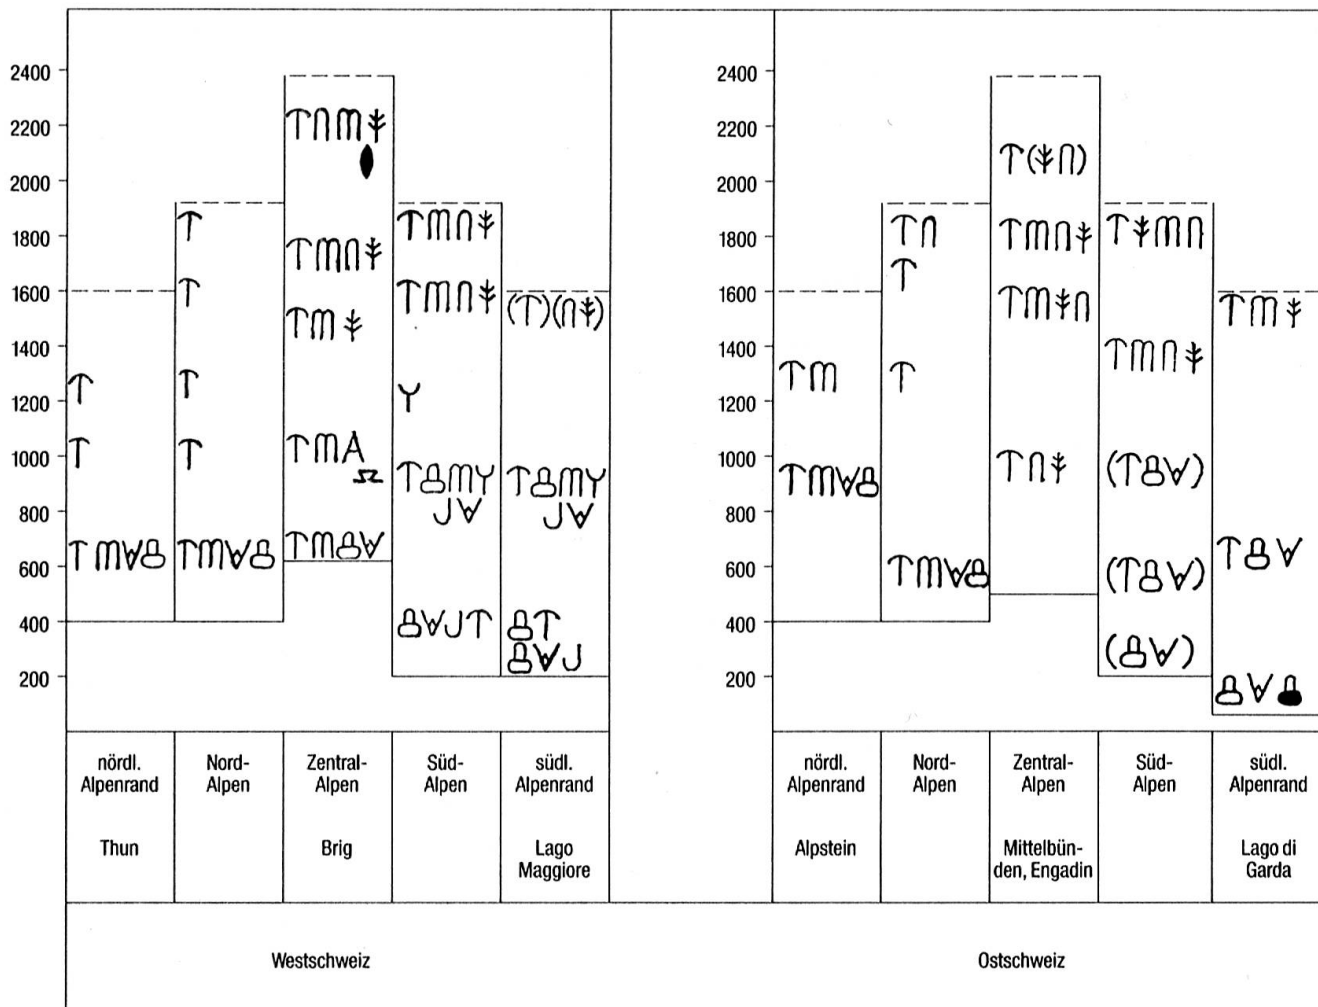 2400
2200
2000
1800
1600
1400
1200
1000
800
600
400
200
2400
2200
2000
1800
1600
1400
1200
1000
800
600
400
200
nördl.
Alpenrand
Thun
Nord-
Alpen
Zentral-
Alpen
Brig
Süd-
Alpen
südl.
Alpenrand
Lago
Maggiore
nördl.
Alpenrand
Alpstein
Nord-
Alpen
Zentral-
Alpen
Mittelbün-
den, Engadin
Süd-
Alpen
südl.
Alpenrand
Lago di
Garda
Westschweiz
Ostschweiz